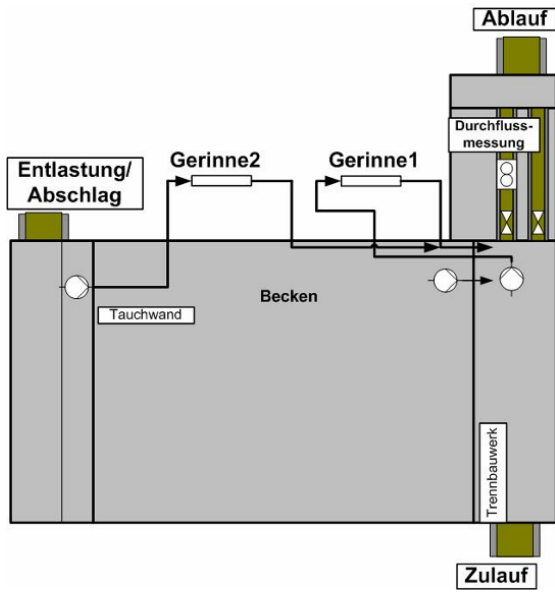 Ablauf
Durchfluss-
messung
Gerinne2
Gerinne1
Entlastung/
Abschlag
Becken
Tauchwand
Trennbauwerk
Zulauf